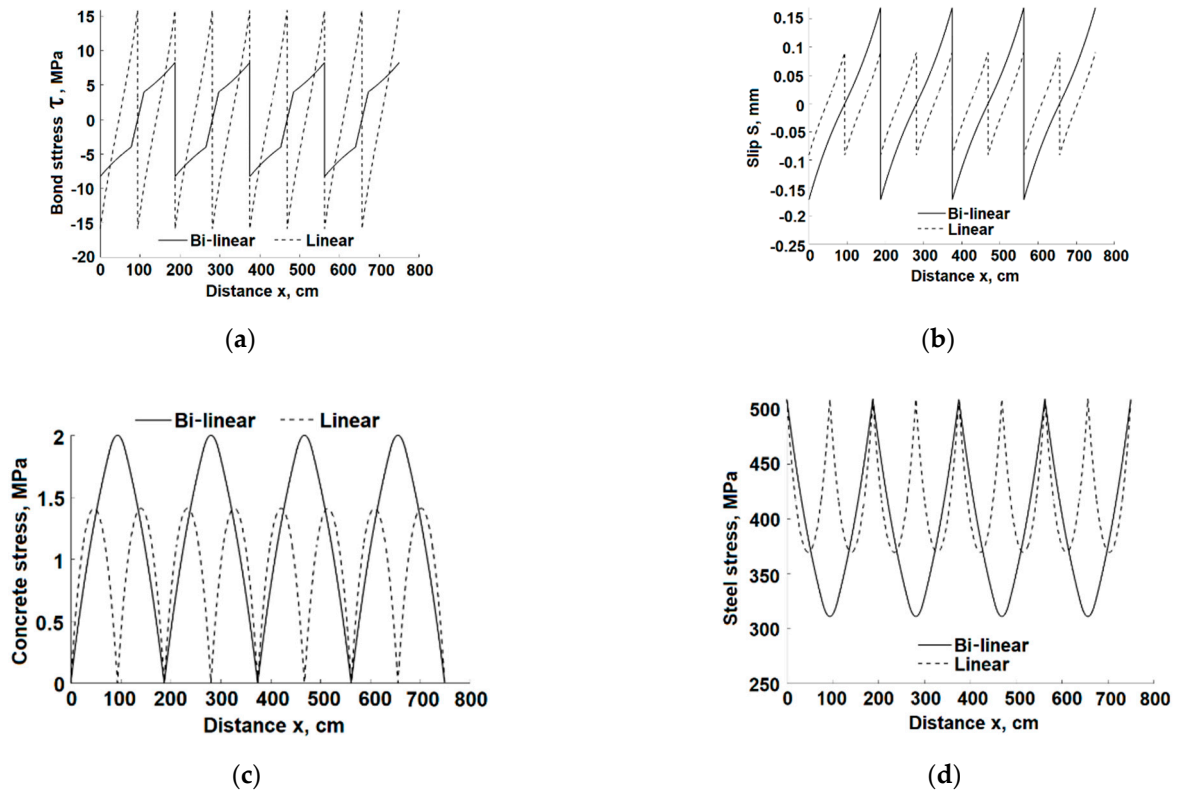 15
10
5
0
-5
-10
-15
-20
Bond sttress τ, MPa
Bi-linear Linear
0 100 200 300 400 500 600 700 800
Distance x, cm
(a)
0.15
0.1
0.05
0
-0.05
-0.1
-0.15
-0.2
-0.25
Slip S, mm
Bi-linear
Linear
0 100 200 300 400 500 600 700 800
Distance x, cm
(b)
Bi-linear Linear
2
1.5
1
0.5
0
Concrete stress, MPa
0 100 200 300 400 500 600 700 800
Distance x, cm
(c)
500
450
400
350
300
250
Steel stress, MPa
Bi-linear
Linear
0 100 200 300 400 500 600 700 800
Distance x, cm
(d)